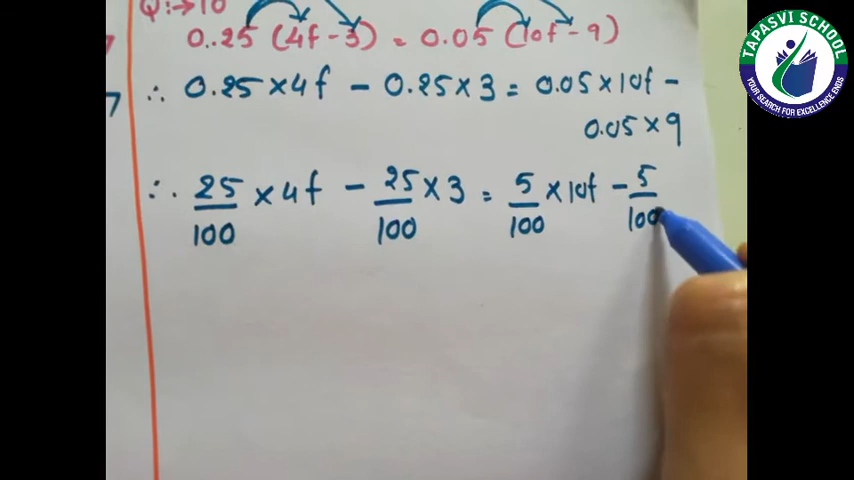 Q:→10
0.25 (4f - 3) = 0.05 (10f - 9)
∴ 0.25 × 4f - 0.25 × 3 = 0.05 × 10f -
0.05 × 9
∴ 25/100 × 4f - 25/100 × 3 = 5/100 × 10f - 5/100
TAPASVI SCHOOL
YOUR SEARCH FOR EXCELLENCE ENDS